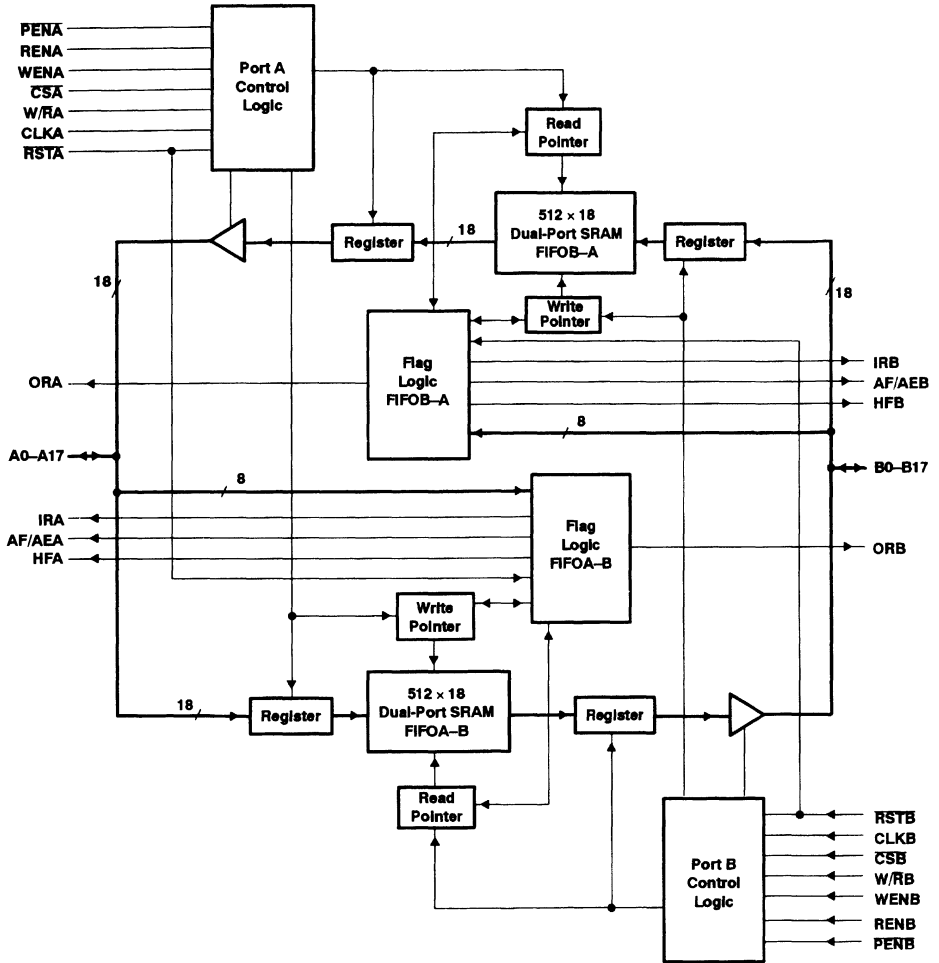 PENA
RENA
WENA
CSA
W/RA
CLKA
RSTA
Port A
Control
Logic
Read
Pointer
512 × 18
Dual-Port SRAM
FIFOB–A
Register
18
Register
18
18
Write
Pointer
Flag
Logic
FIFOB–A
ORA
IRB
AF/AEB
HFB
8
A0–A17
B0–B17
8
Flag
Logic
FIFOA–B
IRA
AF/AEA
HFA
ORB
Write
Pointer
18
Register
512 × 18
Dual-Port SRAM
FIFOA–B
Register
Read
Pointer
Port B
Control
Logic
RSTB
CLKB
CSB
W/RB
WENB
RENB
PENB